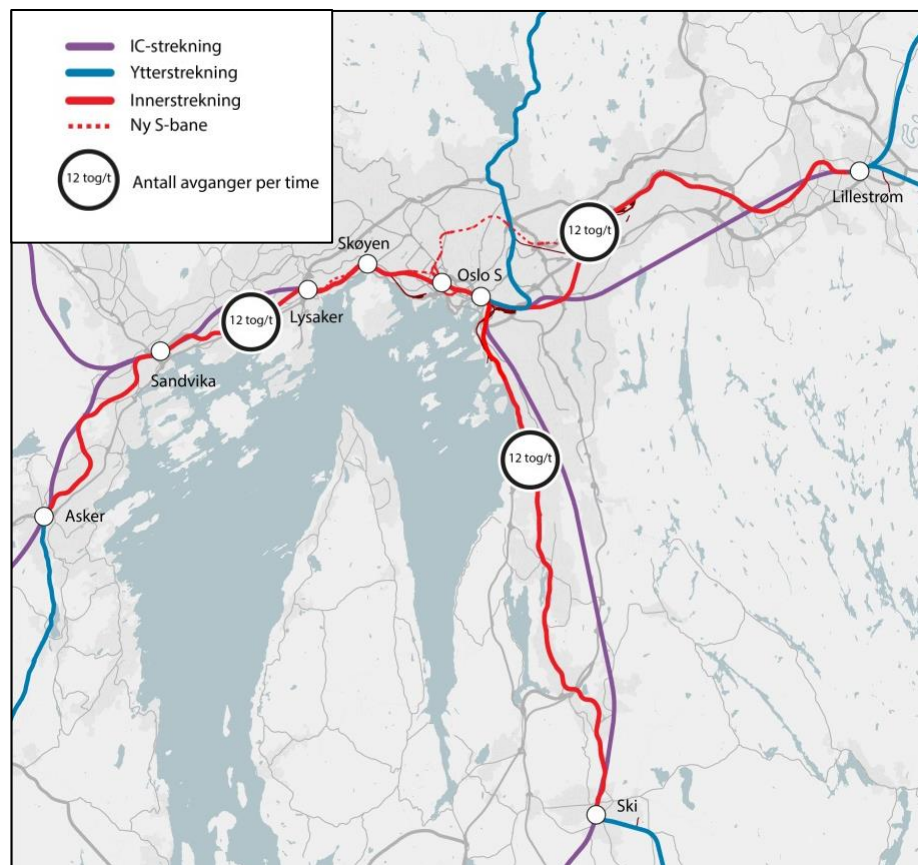 IC-strekning
Ytterstrekning
Innerstrekning
Ny S-bane
12 tog/t
Antall avganger per time
12 tog/t
Lillestrøm
Skøyen
Oslo S
Lysaker
12 tog/t
Sandvika
12 tog/t
Asker
Ski